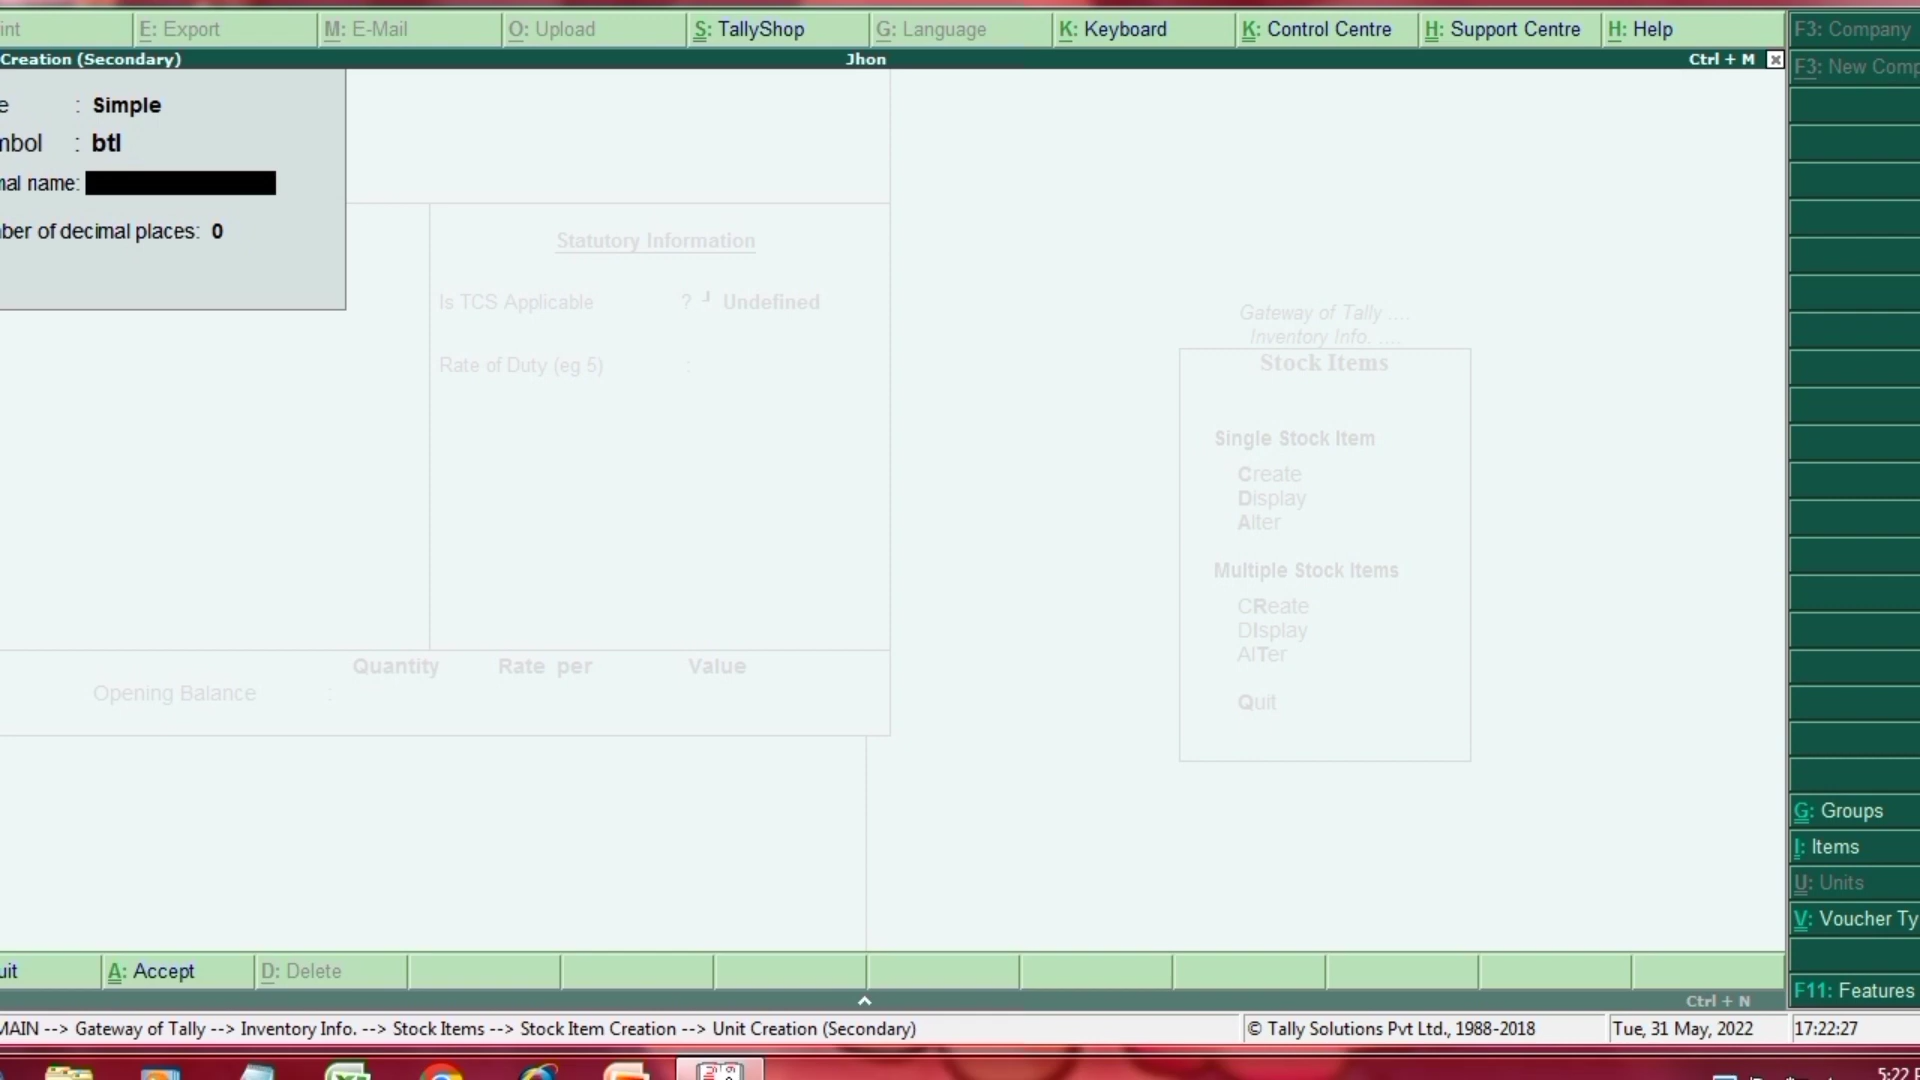 int E: Export M: E-Mail O: Upload S: TallyShop G: Language K: Keyboard K: Control Centre H: Support Centre H: Help F3: Company
Creation (Secondary) Jhon Ctrl + M F3: New Comp
e : Simple
mbol : btl
mal name:
ber of decimal places: 0
Statutory Information
Is TCS Applicable ? ┘ Undefined
Rate of Duty (eg 5) :
Quantity Rate per Value
Opening Balance :
Gateway of Tally ....
Inventory Info. ....
Stock Items
Single Stock Item
Create
Display
Alter
Multiple Stock Items
CReate
DIsplay
AlTer
Quit
G: Groups
I: Items
U: Units
V: Voucher Ty
F11: Features
uit A: Accept D: Delete
Ctrl + N
MAIN --> Gateway of Tally --> Inventory Info. --> Stock Items --> Stock Item Creation --> Unit Creation (Secondary) © Tally Solutions Pvt Ltd., 1988-2018 Tue, 31 May, 2022 17:22:27
5:22 P